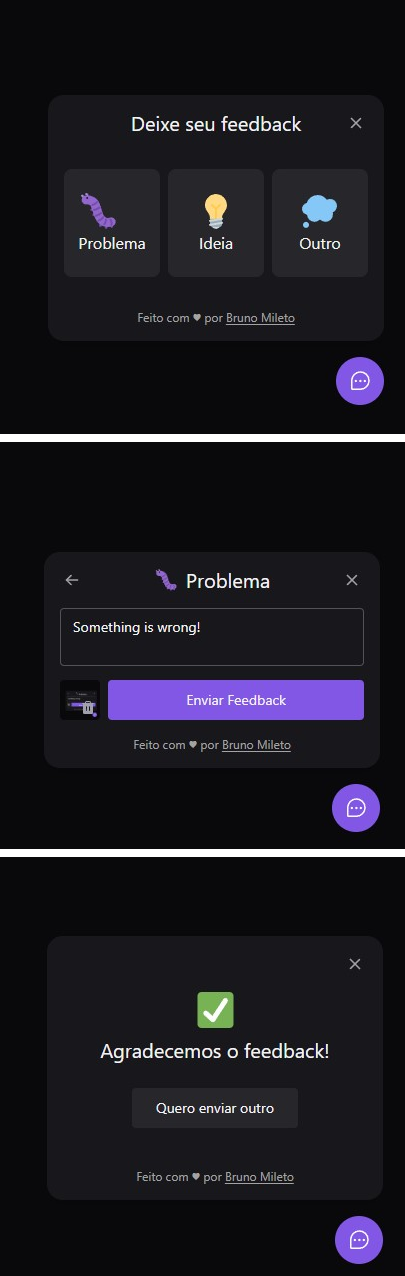 Deixe seu feedback
Problema
Ideia
Outro
Feito com ♥ por Bruno Mileto
Problema
Something is wrong!
Enviar Feedback
Feito com ♥ por Bruno Mileto
Agradecemos o feedback!
Quero enviar outro
Feito com ♥ por Bruno Mileto